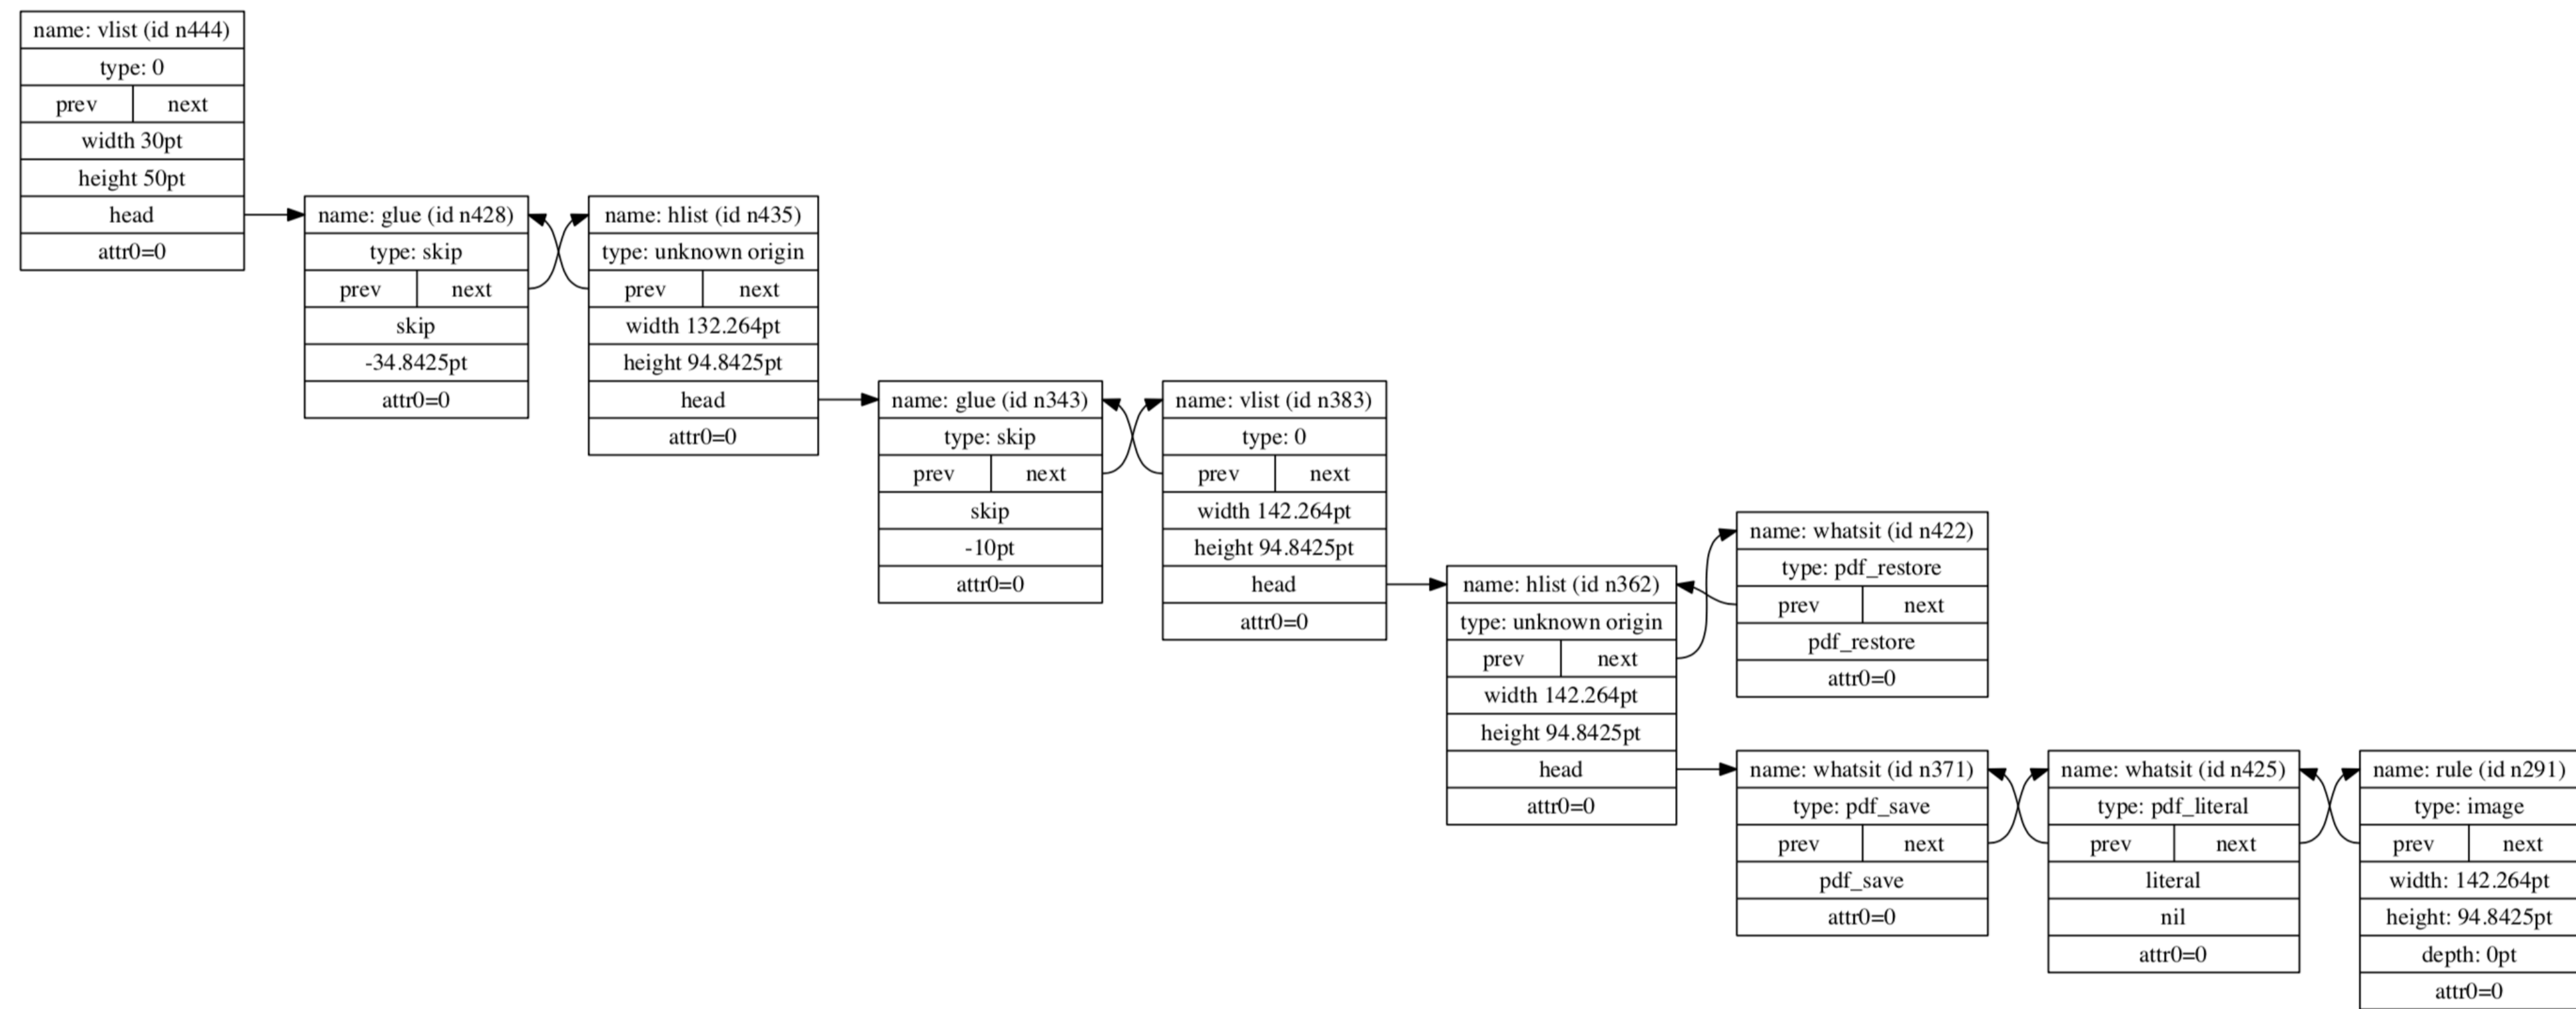 name: vlist (id n444)
type: 0
prev next
width 30pt
height 50pt
head
attr0=0
name: glue (id n428)
type: skip
prev next
skip
-34.8425pt
attr0=0
name: hlist (id n435)
type: unknown origin
prev next
width 132.264pt
height 94.8425pt
head
attr0=0
name: glue (id n343)
type: skip
prev next
skip
-10pt
attr0=0
name: vlist (id n383)
type: 0
prev next
width 142.264pt
height 94.8425pt
head
attr0=0
name: hlist (id n362)
type: unknown origin
prev next
width 142.264pt
height 94.8425pt
head
attr0=0
name: whatsit (id n422)
type: pdf_restore
prev next
pdf_restore
attr0=0
name: whatsit (id n371)
type: pdf_save
prev next
pdf_save
attr0=0
name: whatsit (id n425)
type: pdf_literal
prev next
literal
nil
attr0=0
name: rule (id n291)
type: image
prev next
width: 142.264pt
height: 94.8425pt
depth: 0pt
attr0=0